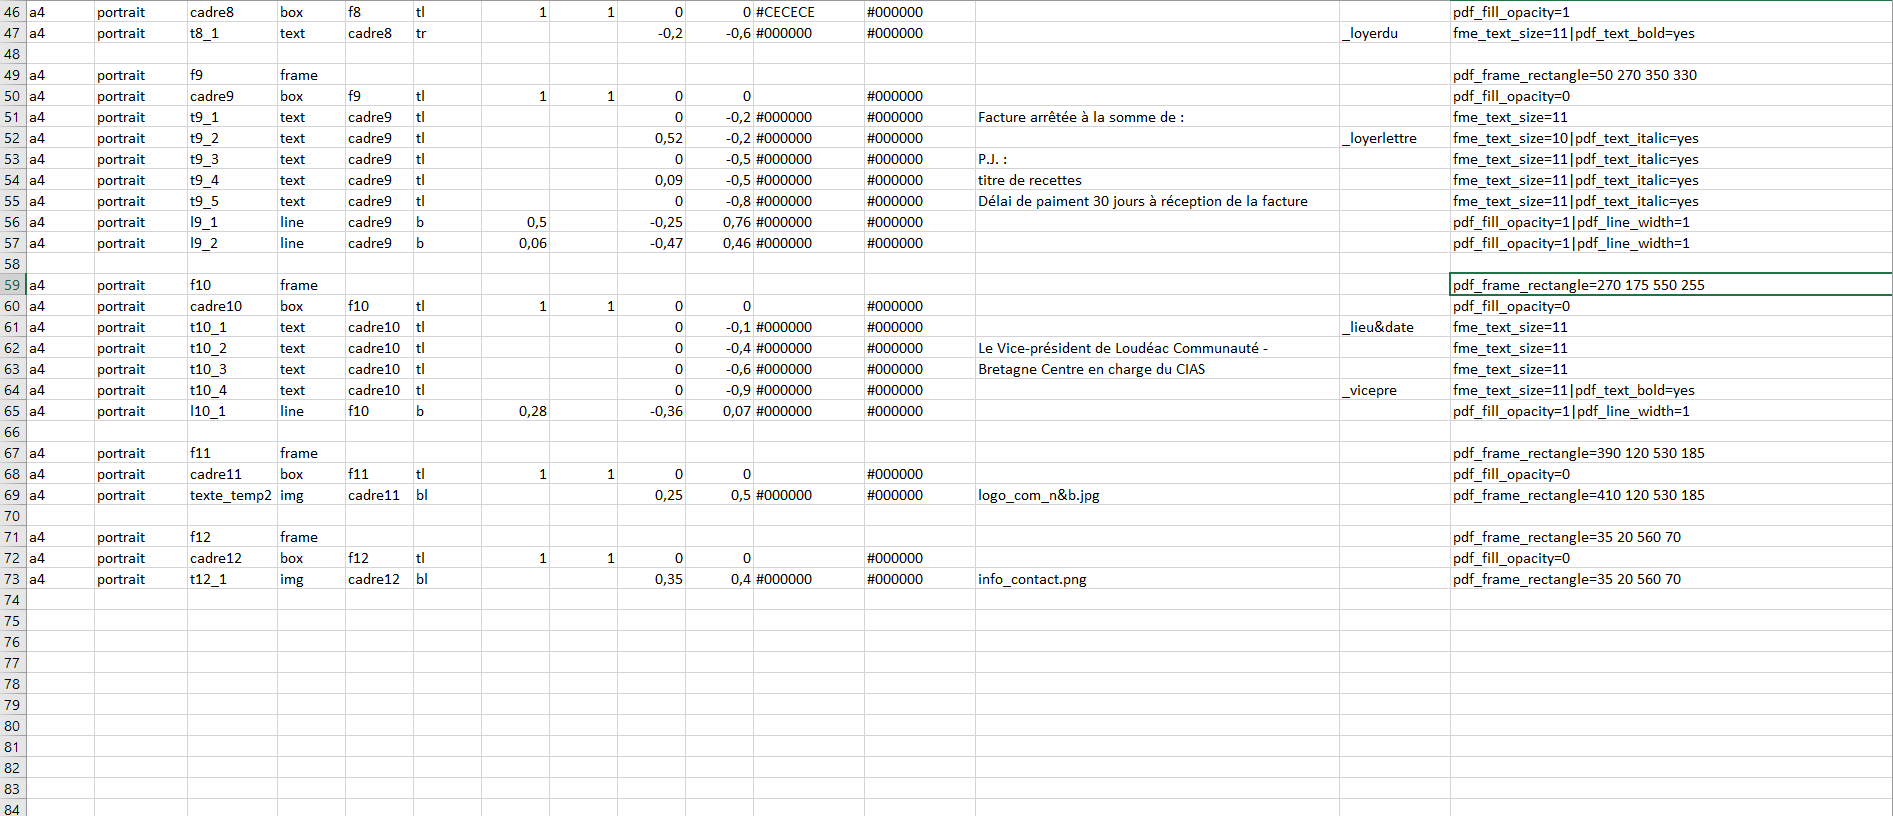 46 a4 portrait cadre8 box f8 tl 1 1 0 0 #CECECE #000000 pdf_fill_opacity=1
47 a4 portrait t8_1 text cadre8 tr -0,2 -0,6 #000000 #000000 _loyerdu fme_text_size=11|pdf_text_bold=yes
48
49 a4 portrait f9 frame pdf_frame_rectangle=50 270 350 330
50 a4 portrait cadre9 box f9 tl 1 1 0 0 #000000 pdf_fill_opacity=0
51 a4 portrait t9_1 text cadre9 tl 0 -0,2 #000000 #000000 Facture arrêtée à la somme de : fme_text_size=11
52 a4 portrait t9_2 text cadre9 tl 0,52 -0,2 #000000 #000000 _loyerlettre fme_text_size=10|pdf_text_italic=yes
53 a4 portrait t9_3 text cadre9 tl 0 -0,5 #000000 #000000 P.J. : fme_text_size=11|pdf_text_italic=yes
54 a4 portrait t9_4 text cadre9 tl 0,09 -0,5 #000000 #000000 titre de recettes fme_text_size=11|pdf_text_italic=yes
55 a4 portrait t9_5 text cadre9 tl 0 -0,8 #000000 #000000 Délai de paiment 30 jours à réception de la facture fme_text_size=11|pdf_text_italic=yes
56 a4 portrait l9_1 line cadre9 b 0,5 -0,25 0,76 #000000 #000000 pdf_fill_opacity=1|pdf_line_width=1
57 a4 portrait l9_2 line cadre9 b 0,06 -0,47 0,46 #000000 #000000 pdf_fill_opacity=1|pdf_line_width=1
58
59 a4 portrait f10 frame pdf_frame_rectangle=270 175 550 255
60 a4 portrait cadre10 box f10 tl 1 1 0 0 #000000 pdf_fill_opacity=0
61 a4 portrait t10_1 text cadre10 tl 0 -0,1 #000000 #000000 _lieu&date fme_text_size=11
62 a4 portrait t10_2 text cadre10 tl 0 -0,4 #000000 #000000 Le Vice-président de Loudéac Communauté - fme_text_size=11
63 a4 portrait t10_3 text cadre10 tl 0 -0,6 #000000 #000000 Bretagne Centre en charge du CIAS fme_text_size=11
64 a4 portrait t10_4 text cadre10 tl 0 -0,9 #000000 #000000 _vicepre fme_text_size=11|pdf_text_bold=yes
65 a4 portrait l10_1 line f10 b 0,28 -0,36 0,07 #000000 #000000 pdf_fill_opacity=1|pdf_line_width=1
66
67 a4 portrait f11 frame pdf_frame_rectangle=390 120 530 185
68 a4 portrait cadre11 box f11 tl 1 1 0 0 #000000 pdf_fill_opacity=0
69 a4 portrait texte_temp2 img cadre11 bl 0,25 0,5 #000000 #000000 logo_com_n&b.jpg pdf_frame_rectangle=410 120 530 185
70
71 a4 portrait f12 frame pdf_frame_rectangle=35 20 560 70
72 a4 portrait cadre12 box f12 tl 1 1 0 0 #000000 pdf_fill_opacity=0
73 a4 portrait t12_1 img cadre12 bl 0,35 0,4 #000000 #000000 info_contact.png pdf_frame_rectangle=35 20 560 70
74
75
76
77
78
79
80
81
82
83
84